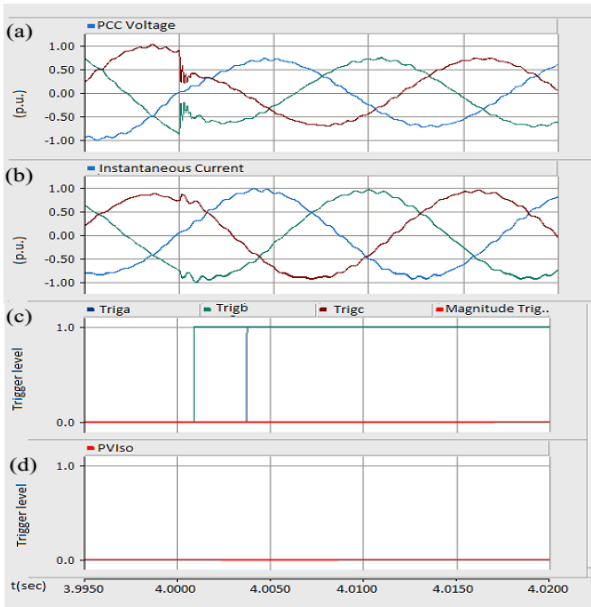 (a)
PCC Voltage
1.00
0.50
0.00
-0.50
-1.00
(p.u.)
(b)
Instantaneous Current
1.00
0.50
0.00
-0.50
-1.00
(p.u.)
(c)
Triga Trigb Trigc Magnitude Trig..
1.0
0.0
Trigger level
(d)
PVIso
1.0
0.0
Trigger level
t(sec) 3.9950 4.0000 4.0050 4.0100 4.0150 4.0200